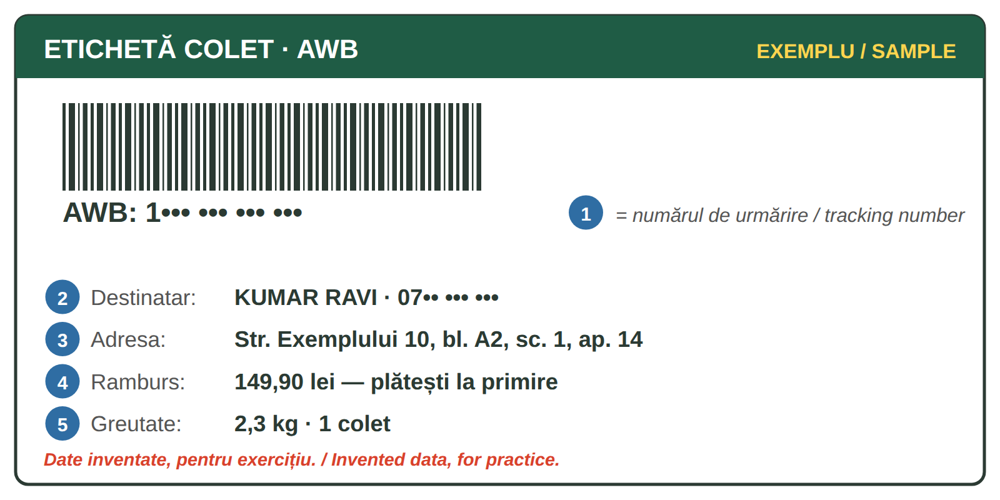 ETICHETĂ COLET · AWB
EXEMPLU / SAMPLE
AWB: 1••• ••• ••• •••
1 = numărul de urmărire / tracking number
2 Destinatar: KUMAR RAVI · 07•• ••• •••
3 Adresa: Str. Exemplului 10, bl. A2, sc. 1, ap. 14
4 Ramburs: 149,90 lei — plătești la primire
5 Greutate: 2,3 kg · 1 colet
Date inventate, pentru exercițiu. / Invented data, for practice.